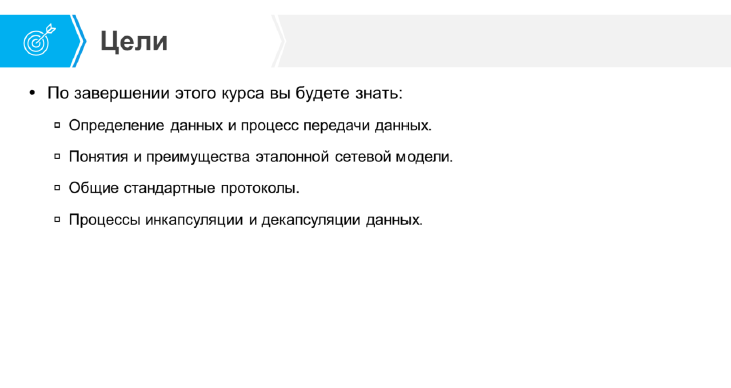 Цели
• По завершении этого курса вы будете знать:
▫ Определение данных и процесс передачи данных.
▫ Понятия и преимущества эталонной сетевой модели.
▫ Общие стандартные протоколы.
▫ Процессы инкапсуляции и декапсуляции данных.